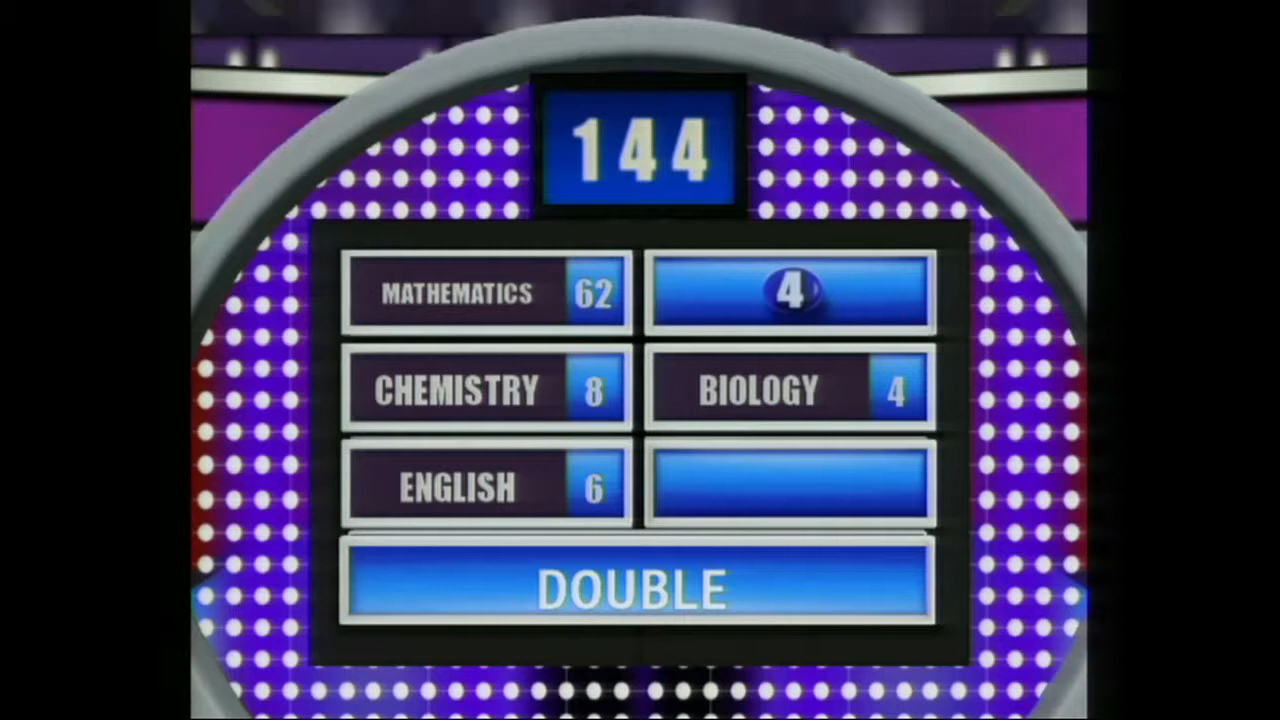 144
MATHEMATICS 62
4
CHEMISTRY 8
BIOLOGY 4
ENGLISH 6
DOUBLE